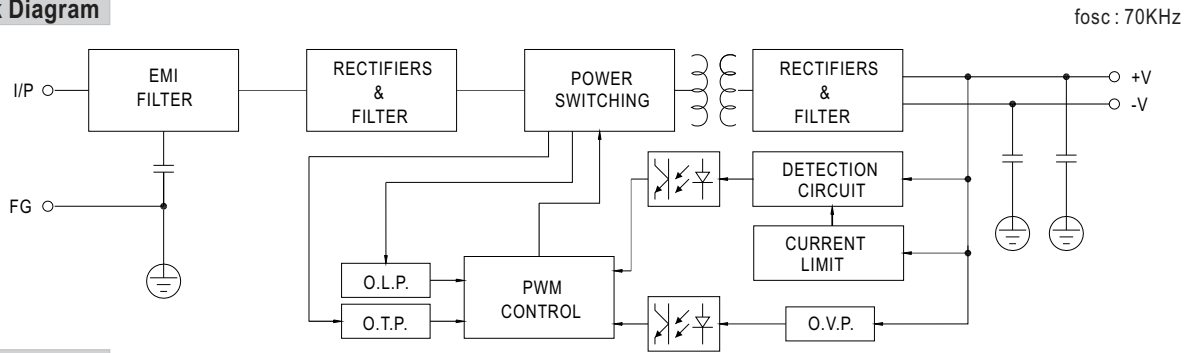 Diagram
fosc : 70KHz
I/P
EMI
FILTER
RECTIFIERS
&
FILTER
POWER
SWITCHING
RECTIFIERS
&
FILTER
+V
-V
FG
DETECTION
CIRCUIT
CURRENT
LIMIT
O.L.P.
O.T.P.
PWM
CONTROL
O.V.P.